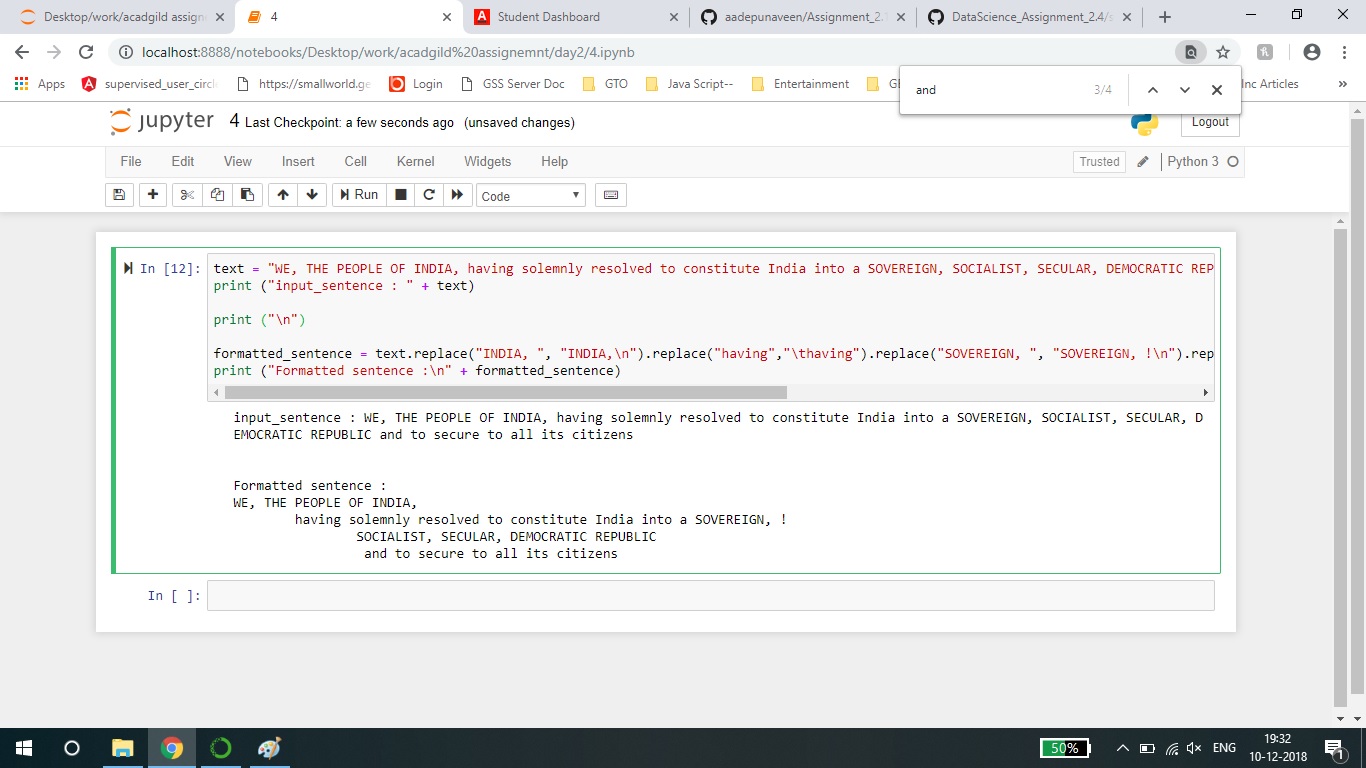 Desktop/work/acadgild assign
4
Student Dashboard
aadepunaveen/Assignment_2.
DataScience_Assignment_2.4/s
localhost:8888/notebooks/Desktop/work/acadgild%20assignemnt/day2/4.ipynb
Apps
supervised_user_circl
https://smallworld.ge
Login
GSS Server Doc
GTO
Java Script--
Entertainment
Inc Articles
»
and
3/4
jupyter
4 Last Checkpoint: a few seconds ago (unsaved changes)
Logout
File Edit View Insert Cell Kernel Widgets Help
Trusted
Python 3
Run
Code
In [12]:
text = "WE, THE PEOPLE OF INDIA, having solemnly resolved to constitute India into a SOVEREIGN, SOCIALIST, SECULAR, DEMOCRATIC REP
print ("input_sentence : " + text)
print ("\n")
formatted_sentence = text.replace("INDIA, ", "INDIA,\n").replace("having","\thaving").replace("SOVEREIGN, ", "SOVEREIGN, !\n").rep
print ("Formatted sentence :\n" + formatted_sentence)
input_sentence : WE, THE PEOPLE OF INDIA, having solemnly resolved to constitute India into a SOVEREIGN, SOCIALIST, SECULAR, D
EMOCRATIC REPUBLIC and to secure to all its citizens
Formatted sentence :
WE, THE PEOPLE OF INDIA,
having solemnly resolved to constitute India into a SOVEREIGN, !
SOCIALIST, SECULAR, DEMOCRATIC REPUBLIC
and to secure to all its citizens
In [ ]:
50%
ENG
19:32
10-12-2018
1